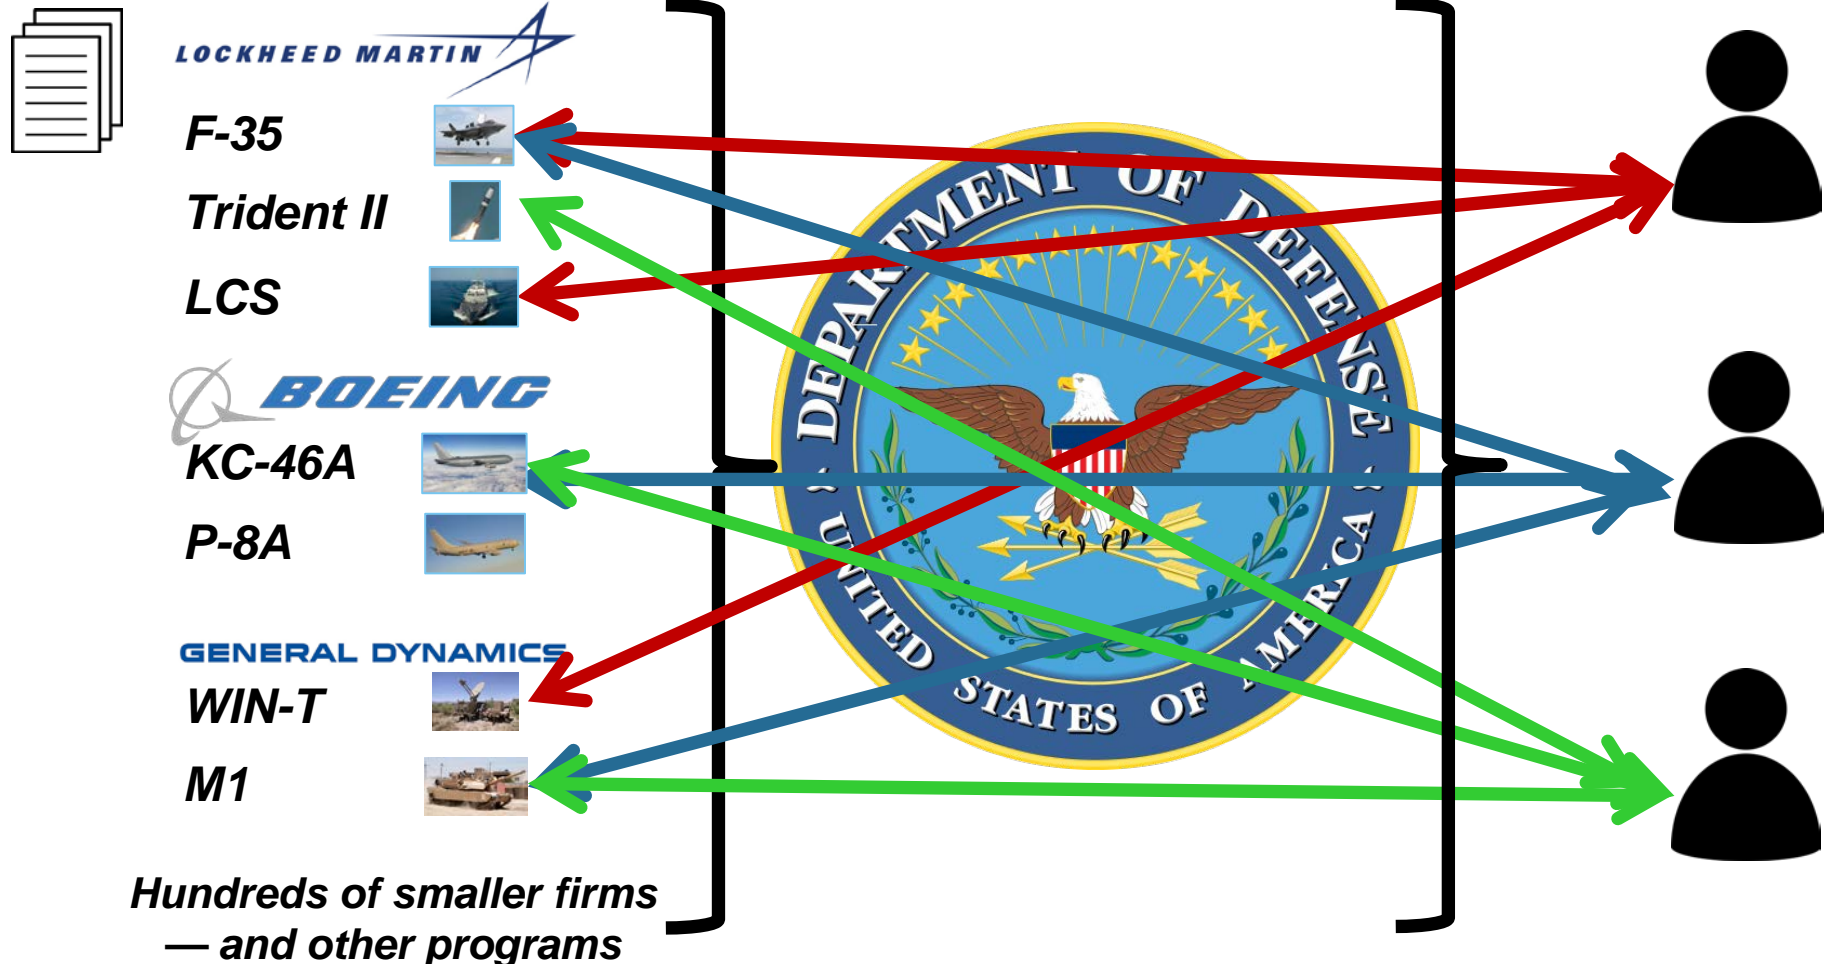 LOCKHEED MARTIN
F-35
Trident II
LCS
BOEING
KC-46A
P-8A
GENERAL DYNAMICS
WIN-T
M1
Hundreds of smaller firms
— and other programs
DEPARTMENT OF DEFENSE
UNITED STATES OF AMERICA